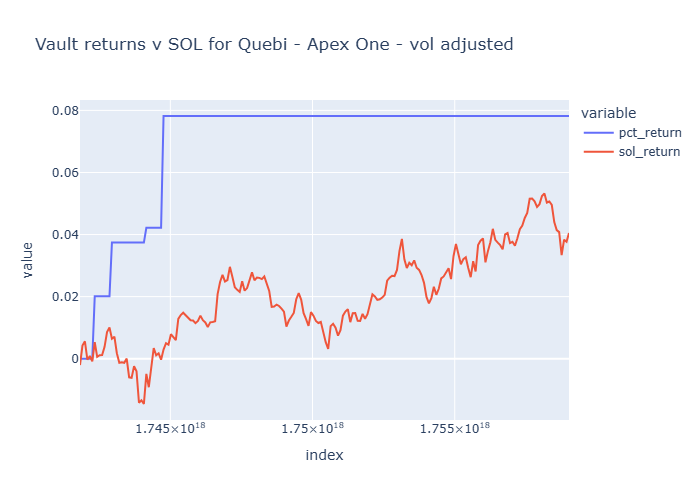 Vault returns v SOL for Quebi - Apex One - vol adjusted
variable
pct_return
sol_return
value
0.08
0.06
0.04
0.02
0
1.745×10¹⁸
1.75×10¹⁸
1.755×10¹⁸
index